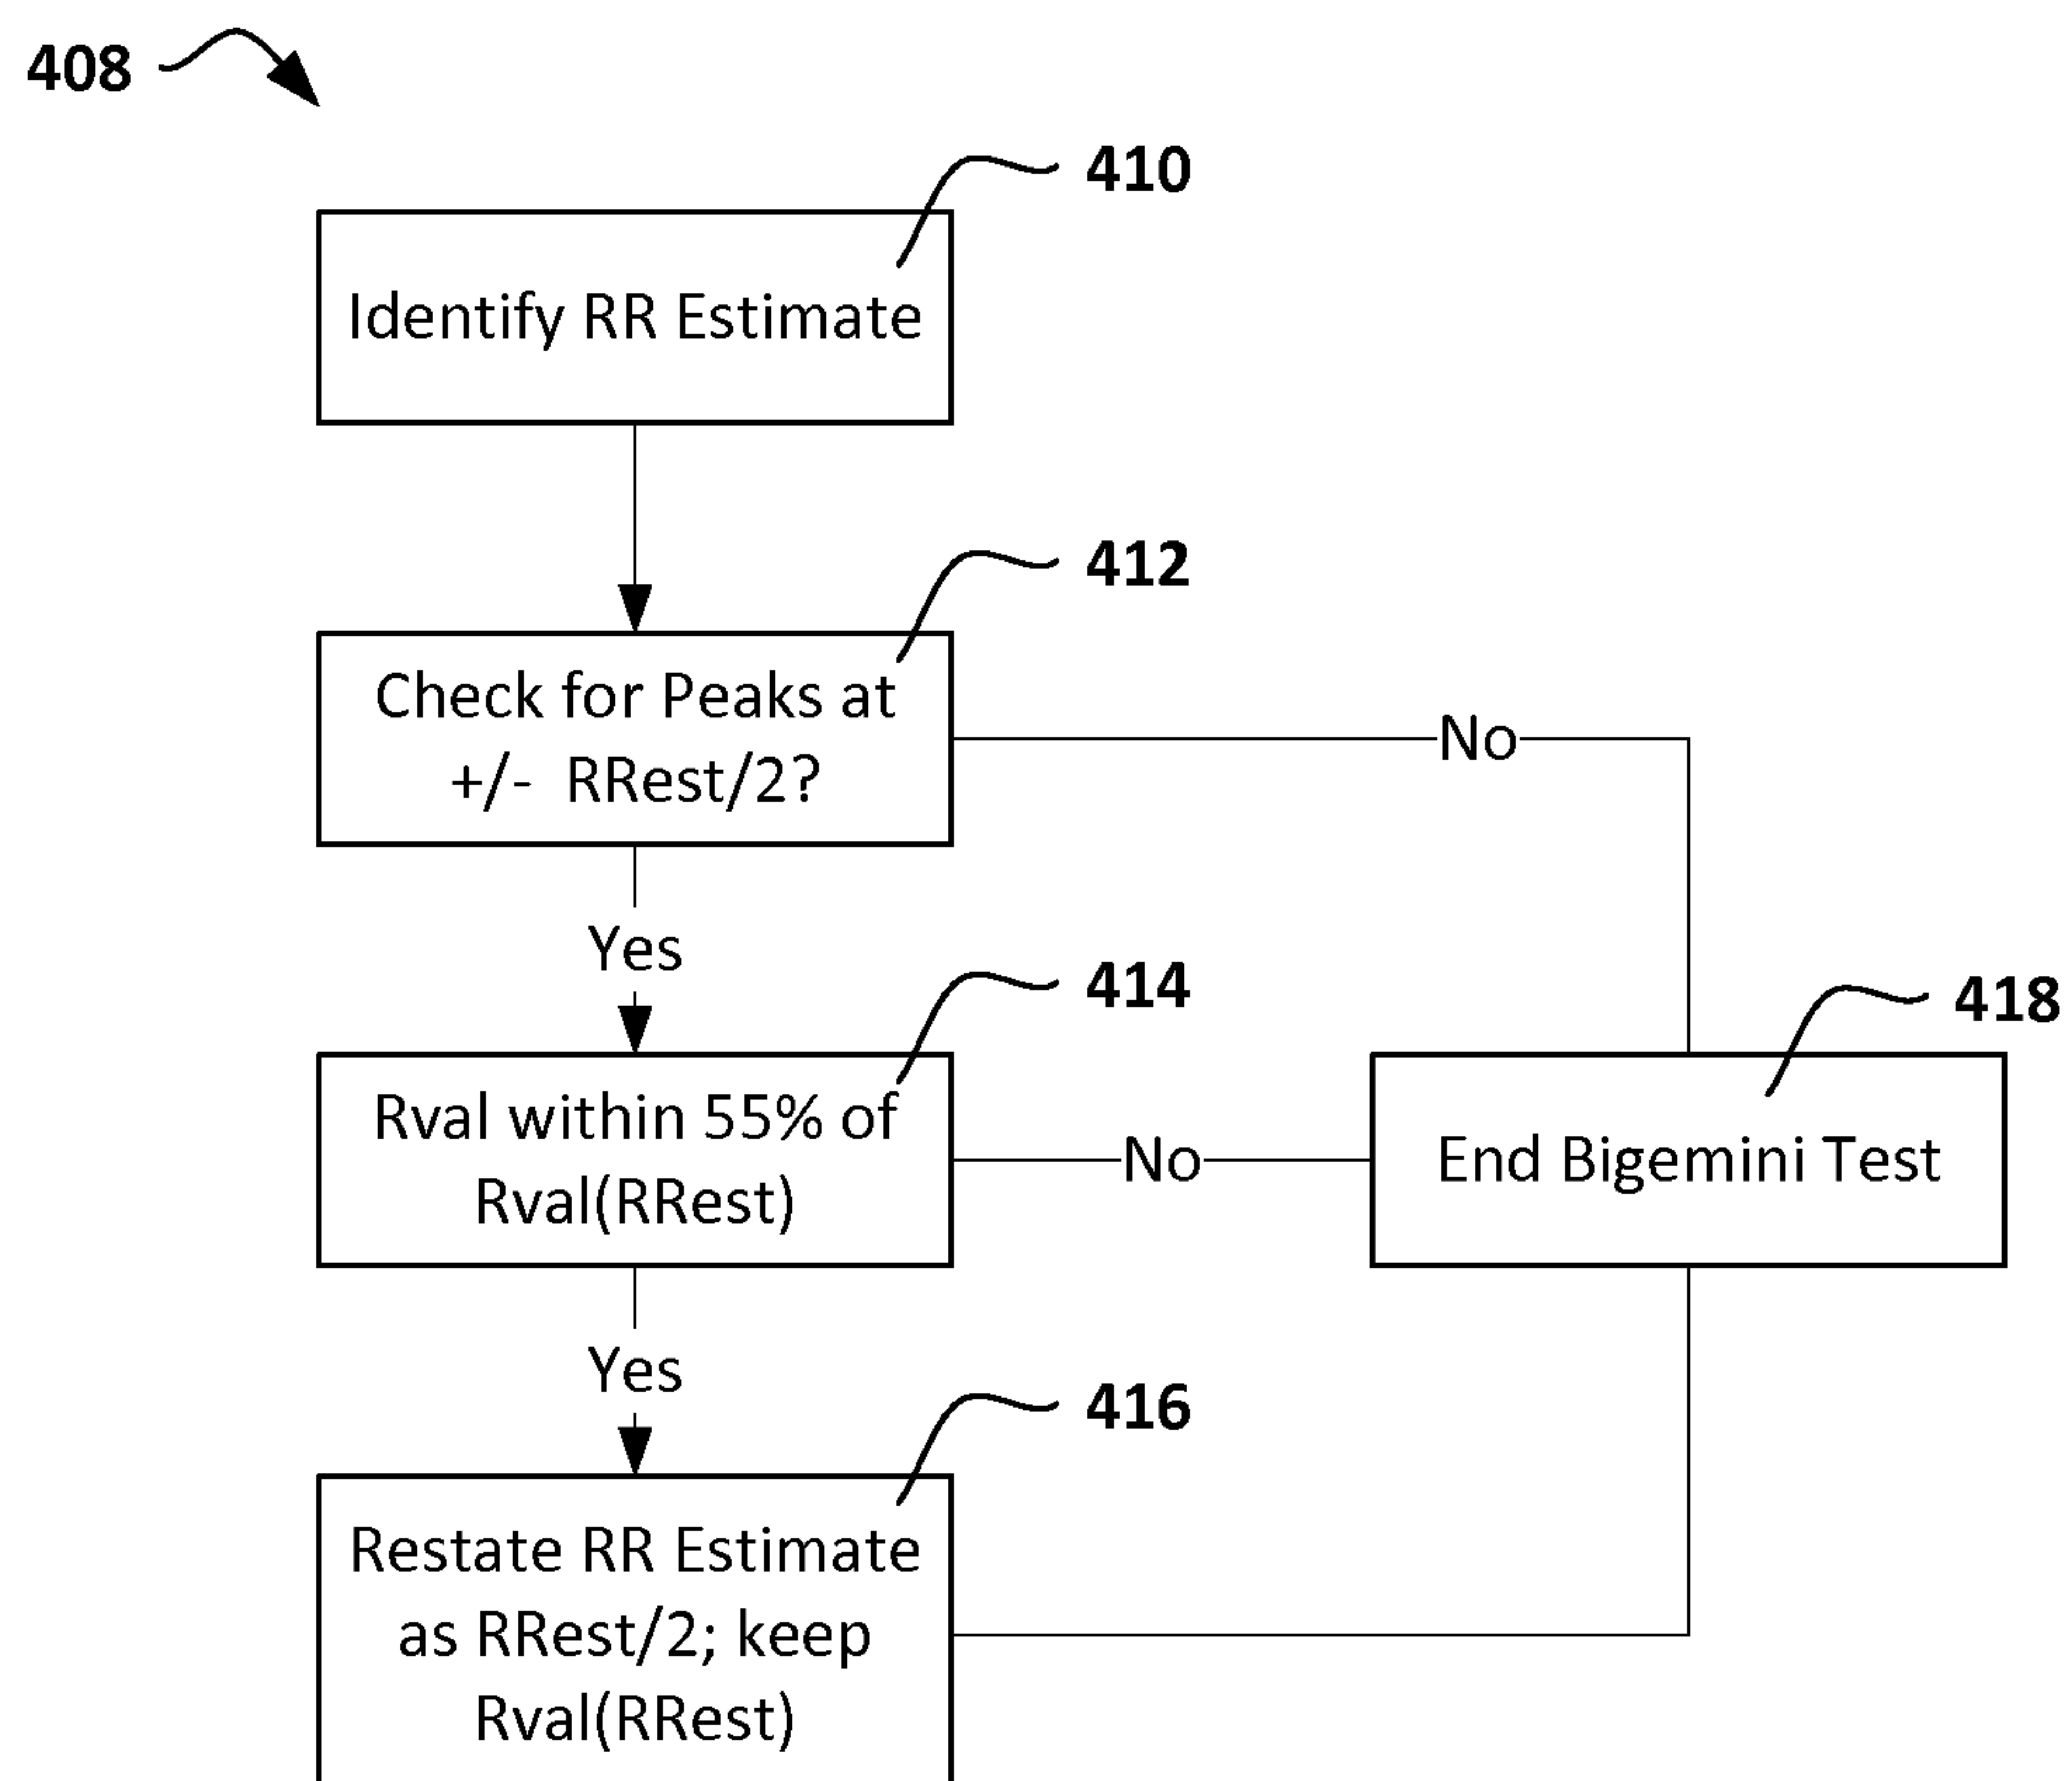 408
410
Identify RR Estimate
412
Check for Peaks at
+/- RRest/2?
No
Yes
414
418
Rval within 55% of
Rval(RRest)
No
End Bigemini Test
Yes
416
Restate RR Estimate
as RRest/2; keep
Rval(RRest)